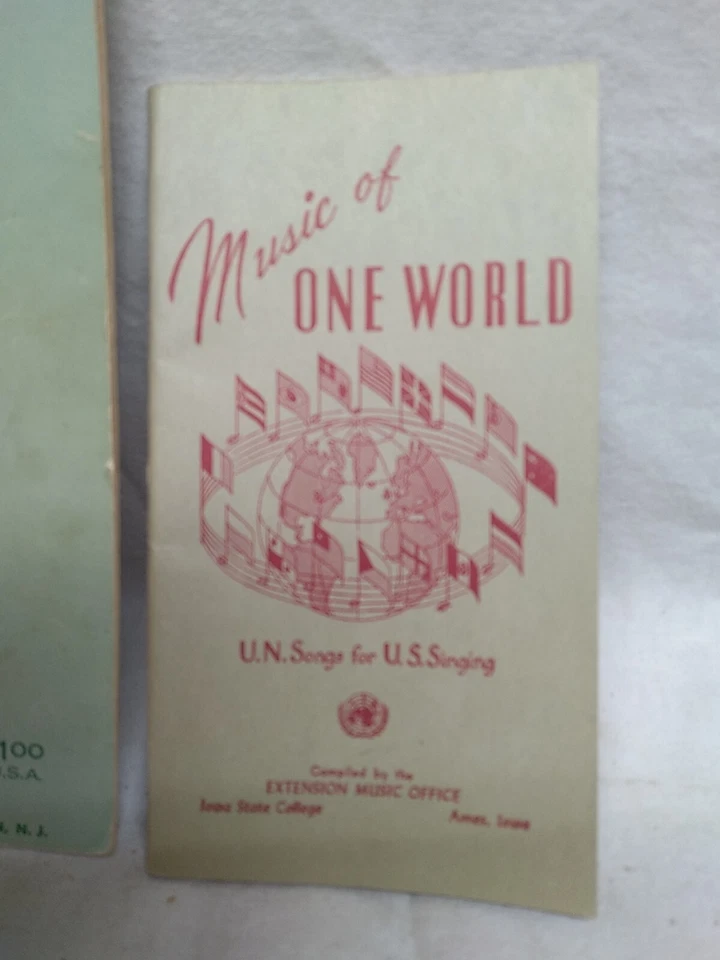 Music of
ONE WORLD
U.N. Songs for U.S. Singing
Compiled by the
EXTENSION MUSIC OFFICE
Iowa State College
Ames, Iowa
100
.S.A.
N. J.